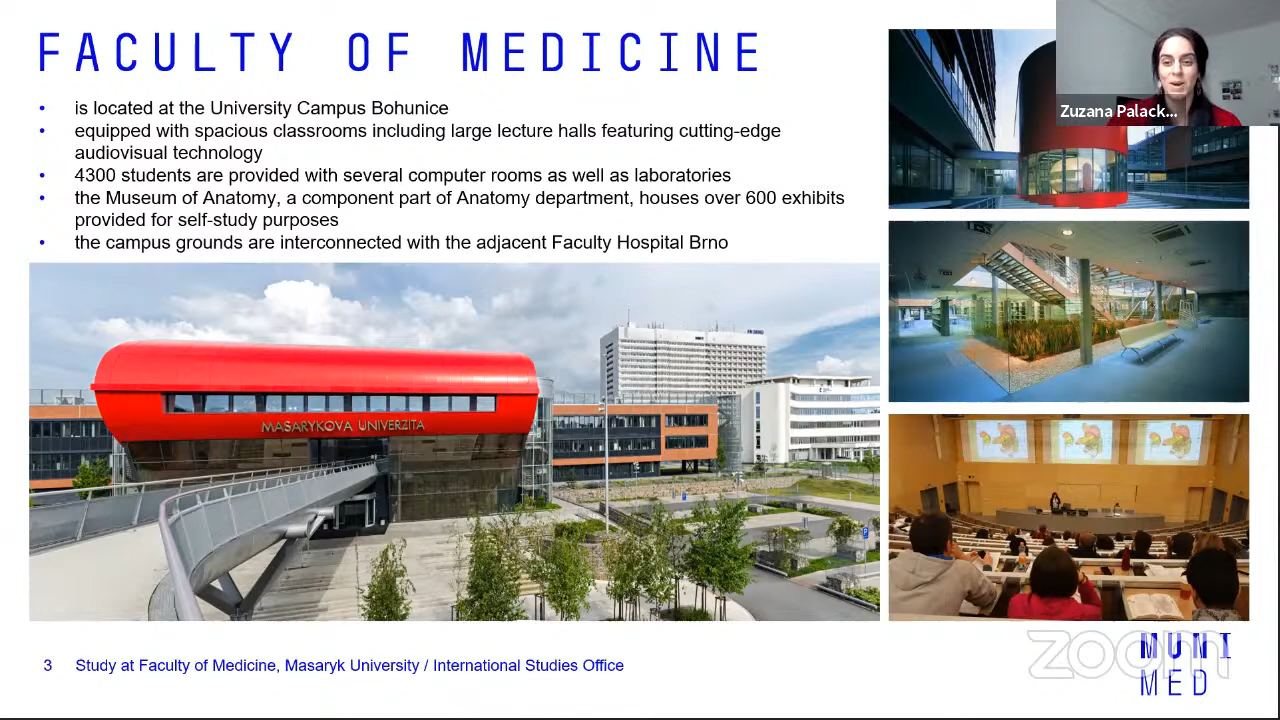 FACULTY OF MEDICINE
• is located at the University Campus Bohunice
• equipped with spacious classrooms including large lecture halls featuring cutting-edge
audiovisual technology
• 4300 students are provided with several computer rooms as well as laboratories
• the Museum of Anatomy, a component part of Anatomy department, houses over 600 exhibits
provided for self-study purposes
• the campus grounds are interconnected with the adjacent Faculty Hospital Brno
Zuzana Palack...
MASARYKOVA UNIVERZITA
3 Study at Faculty of Medicine, Masaryk University / International Studies Office
zoom
MUNI
MED